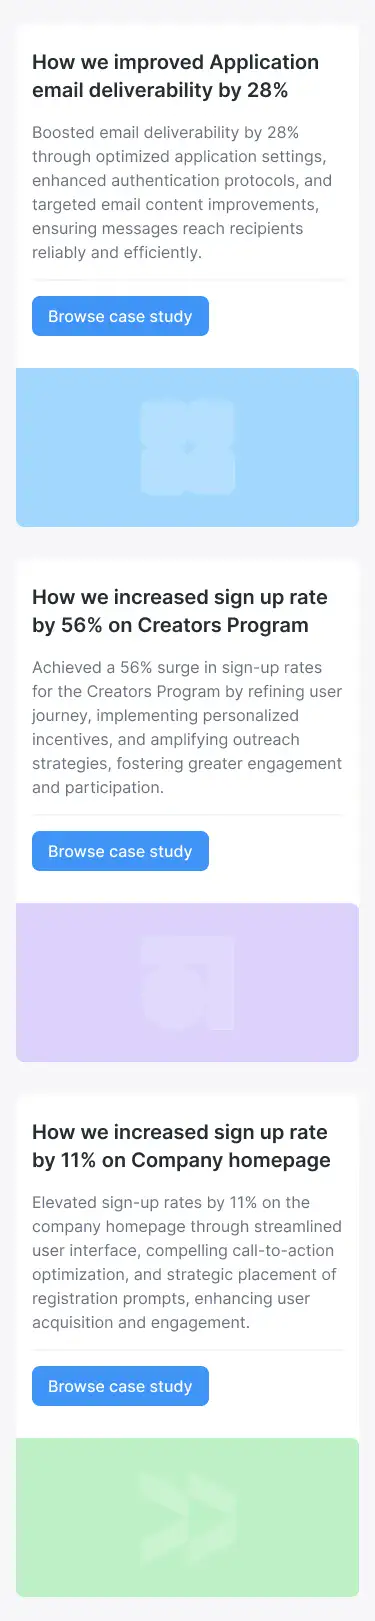 How we improved Application
email deliverability by 28%
Boosted email deliverability by 28%
through optimized application settings,
enhanced authentication protocols, and
targeted email content improvements,
ensuring messages reach recipients
reliably and efficiently.
Browse case study
How we increased sign up rate
by 56% on Creators Program
Achieved a 56% surge in sign-up rates
for the Creators Program by refining user
journey, implementing personalized
incentives, and amplifying outreach
strategies, fostering greater engagement
and participation.
Browse case study
How we increased sign up rate
by 11% on Company homepage
Elevated sign-up rates by 11% on the
company homepage through streamlined
user interface, compelling call-to-action
optimization, and strategic placement of
registration prompts, enhancing user
acquisition and engagement.
Browse case study